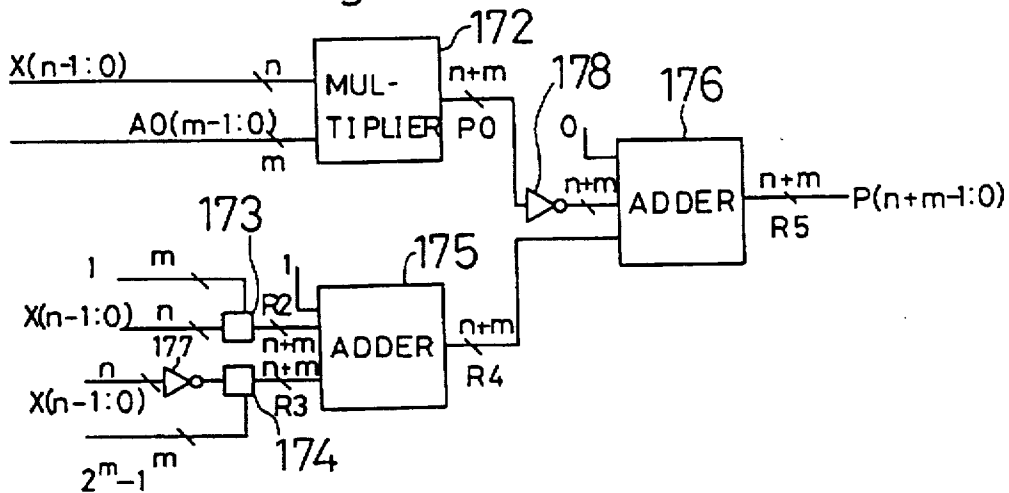 172
X(n-1:0)
n
MUL-
TIPLIER
n+m
P0
A0(m-1:0)
m
178
176
0
n+m
ADDER
n+m
R5
P(n+m-1:0)
173
1
m
X(n-1:0)
n
R2
n+m
1
175
ADDER
n+m
R4
n
177
X(n-1:0)
n+m
R3
174
m
2^m-1